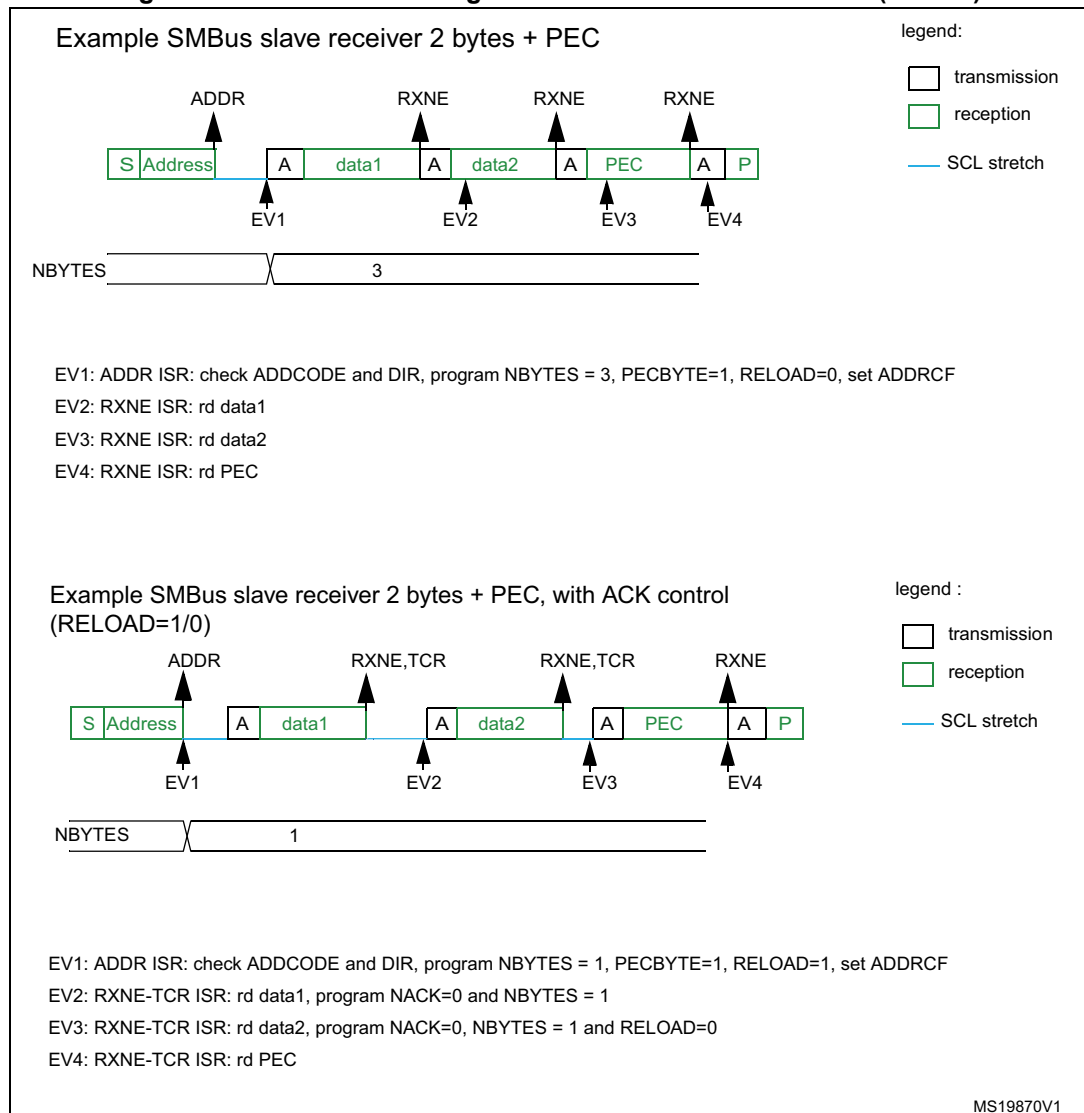 Example SMBus slave receiver 2 bytes + PEC
legend:
transmission
reception
SCL stretch
ADDR RXNE RXNE RXNE
S Address A data1 A data2 A PEC A P
EV1 EV2 EV3 EV4
NBYTES 3
EV1: ADDR ISR: check ADDCODE and DIR, program NBYTES = 3, PECBYTE=1, RELOAD=0, set ADDRCF
EV2: RXNE ISR: rd data1
EV3: RXNE ISR: rd data2
EV4: RXNE ISR: rd PEC
Example SMBus slave receiver 2 bytes + PEC, with ACK control
(RELOAD=1/0)
legend :
transmission
reception
SCL stretch
ADDR RXNE,TCR RXNE,TCR RXNE
S Address A data1 A data2 A PEC A P
EV1 EV2 EV3 EV4
NBYTES 1
EV1: ADDR ISR: check ADDCODE and DIR, program NBYTES = 1, PECBYTE=1, RELOAD=1, set ADDRCF
EV2: RXNE-TCR ISR: rd data1, program NACK=0 and NBYTES = 1
EV3: RXNE-TCR ISR: rd data2, program NACK=0, NBYTES = 1 and RELOAD=0
EV4: RXNE-TCR ISR: rd PEC
MS19870V1